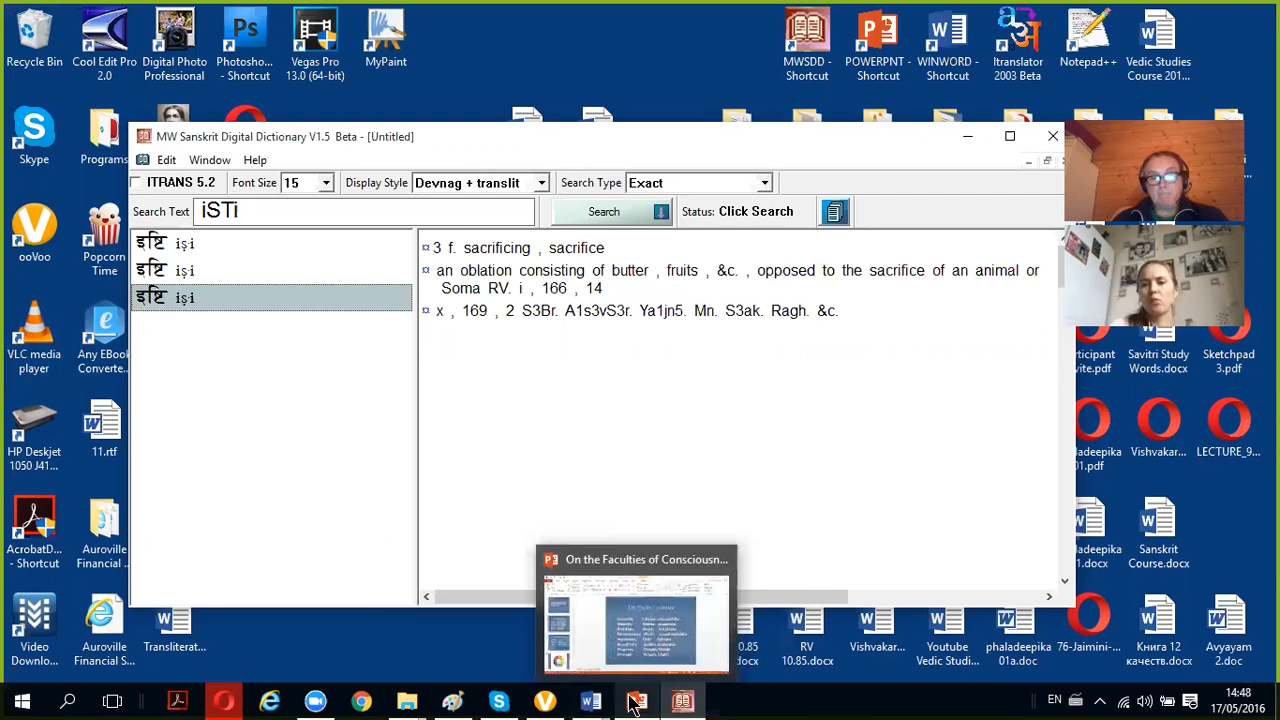 Recycle Bin
Cool Edit Pro 2.0
Digital Photo Professional
Photosho... - Shortcut
Vegas Pro 13.0 (64-bit)
MyPaint
MWSDD - Shortcut
POWERPNT - Shortcut
WINWORD - Shortcut
Itranslator 2003 Beta
Notepad++
Vedic Studies Course 201...
Skype
Programs
MW Sanskrit Digital Dictionary V1.5 Beta - [Untitled]
Edit Window Help
ITRANS 5.2 Font Size 15 Display Style Devnag + translit Search Type Exact
Search Text iSTi Search Status: Click Search
इष्टि iṣi
इष्टि iṣi
इष्टि iṣi
¤ 3 f. sacrificing , sacrifice
¤ an oblation consisting of butter , fruits , &c. , opposed to the sacrifice of an animal or
Soma RV. i , 166 , 14
¤ x , 169 , 2 S3Br. A1s3vS3r. Ya1jn5. Mn. S3ak. Ragh. &c.
ooVoo
Popcorn Time
VLC media player
Any EBook Converte...
Savitri Study Words.docx
Sketchpad 3.pdf
HP Deskjet 1050 J41...
11.rtf
Vishvakar...
LECTURE_9...
AcrobatD... - Shortcut
Auroville Financial ...
Sanskrit Course.docx
On the Faculties of Consciousn...
Video Downlo...
Financial S...
Translitera...
RV 10.85.docx
Vishvakar...
Youtube Vedic Studi...
phaladeepika 01s.docx
76-Jaimini-...
Книга 12 качеств.docx
Аууауат 2.doc
EN
14:48
17/05/2016